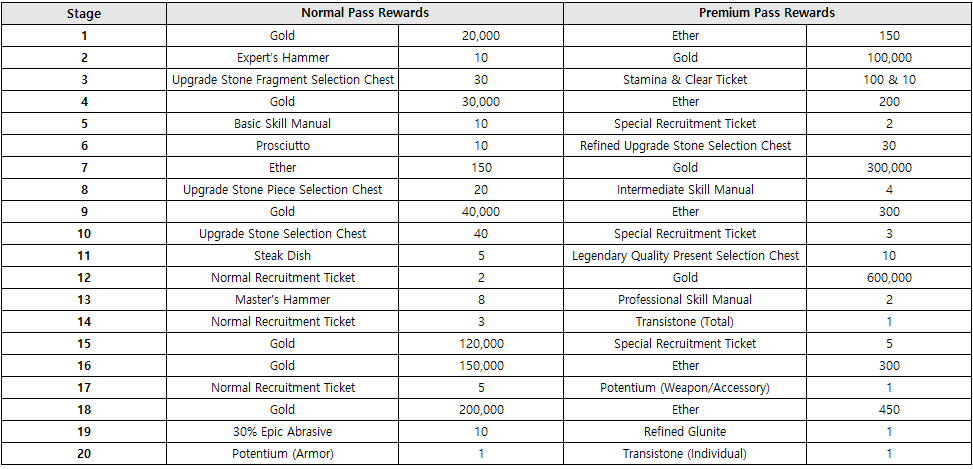 Stage Normal Pass Rewards Premium Pass Rewards
1 Gold 20,000 Ether 150
2 Expert's Hammer 10 Gold 100,000
3 Upgrade Stone Fragment Selection Chest 30 Stamina & Clear Ticket 100 & 10
4 Gold 30,000 Ether 200
5 Basic Skill Manual 10 Special Recruitment Ticket 2
6 Prosciutto 10 Refined Upgrade Stone Selection Chest 30
7 Ether 150 Gold 300,000
8 Upgrade Stone Piece Selection Chest 20 Intermediate Skill Manual 4
9 Gold 40,000 Ether 300
10 Upgrade Stone Selection Chest 40 Special Recruitment Ticket 3
11 Steak Dish 5 Legendary Quality Present Selection Chest 10
12 Normal Recruitment Ticket 2 Gold 600,000
13 Master's Hammer 8 Professional Skill Manual 2
14 Normal Recruitment Ticket 3 Transistone (Total) 1
15 Gold 120,000 Special Recruitment Ticket 5
16 Gold 150,000 Ether 300
17 Normal Recruitment Ticket 5 Potentium (Weapon/Accessory) 1
18 Gold 200,000 Ether 450
19 30% Epic Abrasive 10 Refined Glunite 1
20 Potentium (Armor) 1 Transistone (Individual) 1